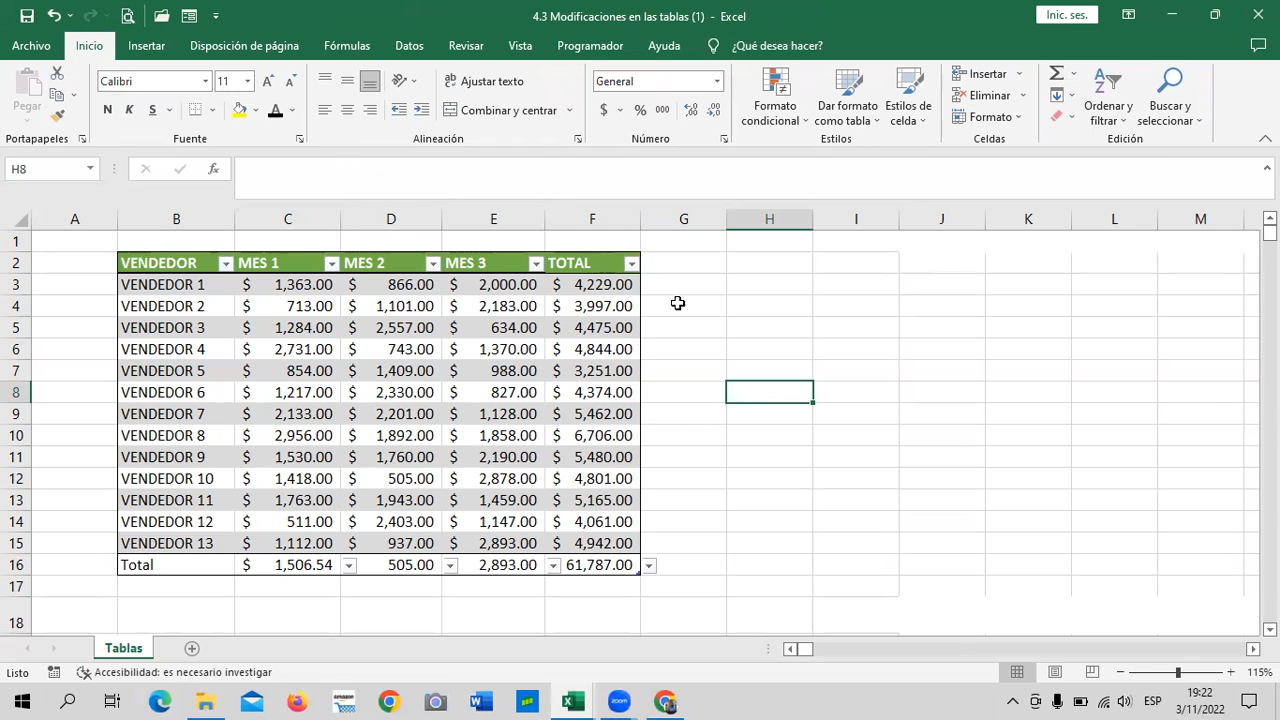 4.3 Modificaciones en las tablas (1) - Excel
Inic. ses.
Archivo Inicio Insertar Disposición de página Fórmulas Datos Revisar Vista Programador Ayuda ¿Qué desea hacer?
Pegar
Calibri 11
N K S
Ajustar texto
Combinar y centrar
General
$ % 000
Formato condicional
Dar formato como tabla
Estilos de celda
Insertar
Eliminar
Formato
Ordenar y filtrar
Buscar y seleccionar
Portapapeles Fuente Alineación Número Estilos Celdas Edición
H8 fx
A B C D E F G H I J K L M
1
2 VENDEDOR MES 1 MES 2 MES 3 TOTAL
3 VENDEDOR 1 $ 1,363.00 $ 866.00 $ 2,000.00 $ 4,229.00
4 VENDEDOR 2 $ 713.00 $ 1,101.00 $ 2,183.00 $ 3,997.00
5 VENDEDOR 3 $ 1,284.00 $ 2,557.00 $ 634.00 $ 4,475.00
6 VENDEDOR 4 $ 2,731.00 $ 743.00 $ 1,370.00 $ 4,844.00
7 VENDEDOR 5 $ 854.00 $ 1,409.00 $ 988.00 $ 3,251.00
8 VENDEDOR 6 $ 1,217.00 $ 2,330.00 $ 827.00 $ 4,374.00
9 VENDEDOR 7 $ 2,133.00 $ 2,201.00 $ 1,128.00 $ 5,462.00
10 VENDEDOR 8 $ 2,956.00 $ 1,892.00 $ 1,858.00 $ 6,706.00
11 VENDEDOR 9 $ 1,530.00 $ 1,760.00 $ 2,190.00 $ 5,480.00
12 VENDEDOR 10 $ 1,418.00 $ 505.00 $ 2,878.00 $ 4,801.00
13 VENDEDOR 11 $ 1,763.00 $ 1,943.00 $ 1,459.00 $ 5,165.00
14 VENDEDOR 12 $ 511.00 $ 2,403.00 $ 1,147.00 $ 4,061.00
15 VENDEDOR 13 $ 1,112.00 $ 937.00 $ 2,893.00 $ 4,942.00
16 Total $ 1,506.54 505.00 2,893.00 61,787.00
17
18
Tablas
Listo Accesibilidad: es necesario investigar 115%
ESP
19:22
3/11/2022